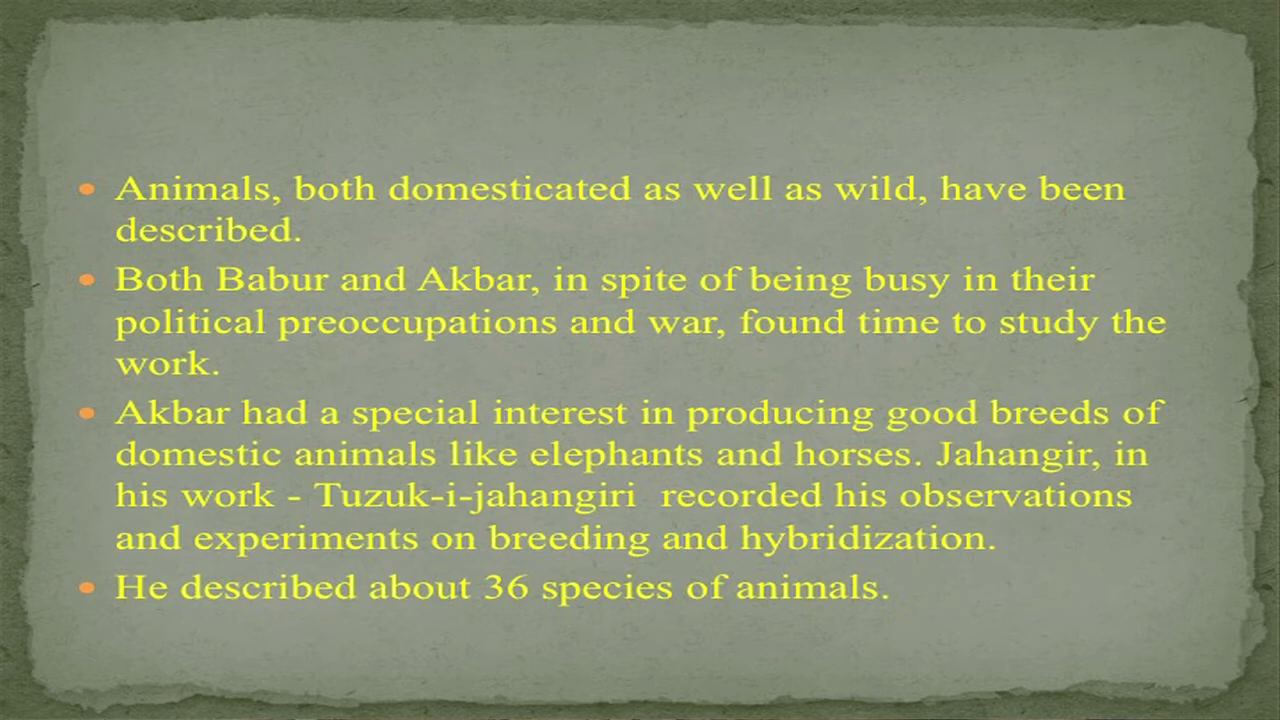 • Animals, both domesticated as well as wild, have been
described.
• Both Babur and Akbar, in spite of being busy in their
political preoccupations and war, found time to study the
work.
• Akbar had a special interest in producing good breeds of
domestic animals like elephants and horses. Jahangir, in
his work - Tuzuk-i-jahangiri  recorded his observations
and experiments on breeding and hybridization.
• He described about 36 species of animals.